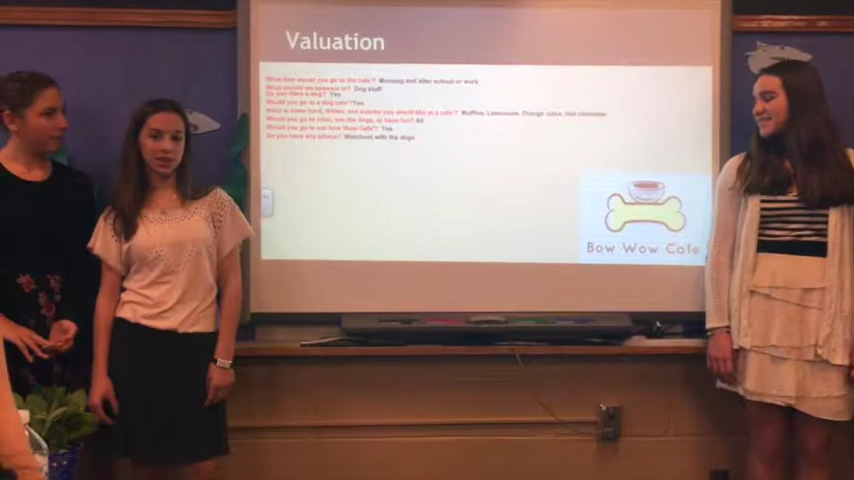 Valuation
What time would you go to the cafe'? Morning and After school or work
What should we sponsor in? Dog stuff
Do you have a dog? Yes
Would you go to a dog cafe'?Yes
What is some food, drinks, and snacks you would like at a cafe'? Muffins, Lemonade, Orange Juice, Hot chocolate
Would you go to relax, see the dogs, or have fun? All
Would you go to our Bow Wow Cafe'? Yes
Do you have any advice? Watchout with the dogs
Bow Wow Cafe